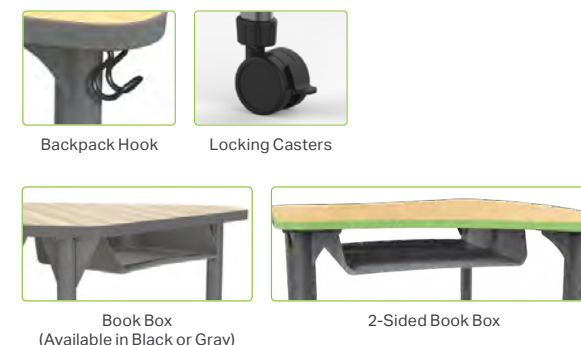 Backpack Hook
Locking Casters
Book Box
(Available in Black or Gray)
2-Sided Book Box